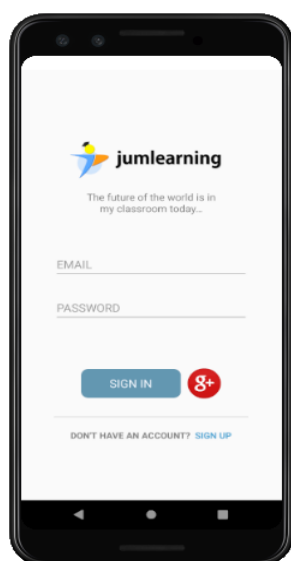 jumlearning
The future of the world is in
my classroom today...
EMAIL
PASSWORD
SIGN IN
g+
DON'T HAVE AN ACCOUNT? SIGN UP